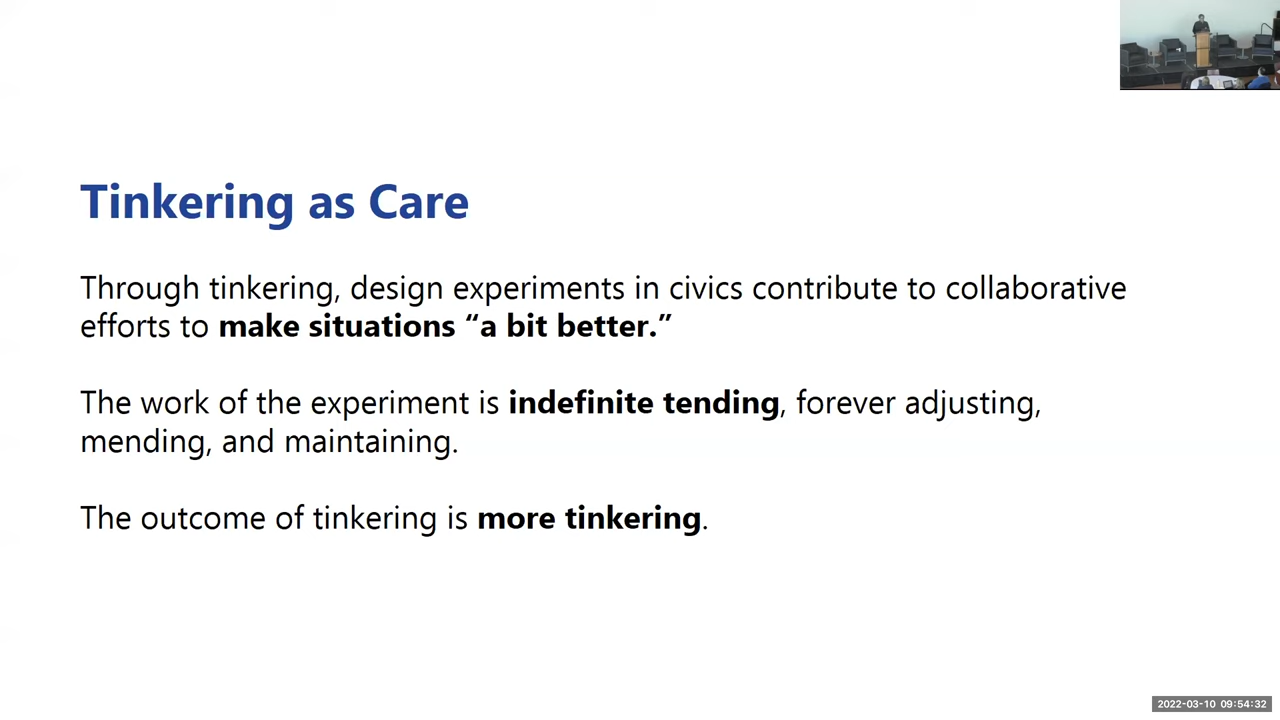 Tinkering as Care
Through tinkering, design experiments in civics contribute to collaborative
efforts to make situations “a bit better.”
The work of the experiment is indefinite tending, forever adjusting,
mending, and maintaining.
The outcome of tinkering is more tinkering.
2022-03-10 09:54:32